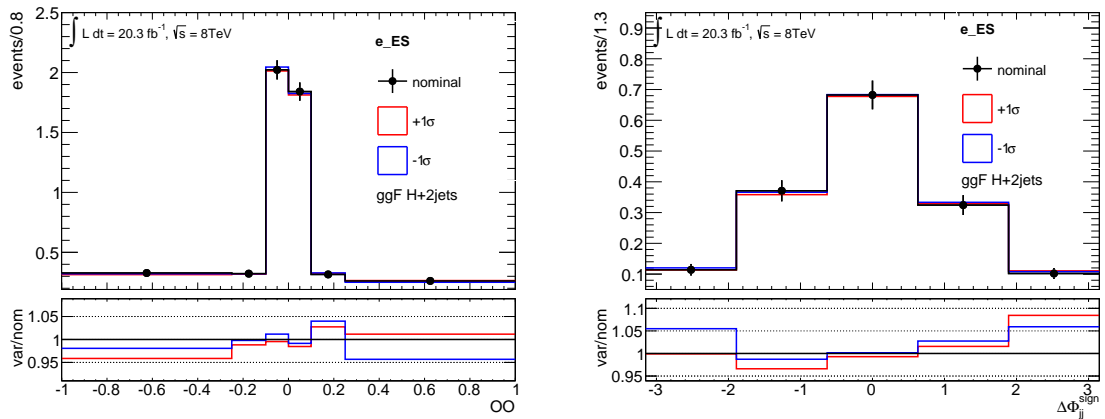 events/0.8
∫ L dt = 20.3 fb⁻¹, √s = 8TeV
e_ES
nominal
+1σ
-1σ
ggF H+2jets
2.5
2
1.5
1
0.5
var/nom
1.05
1
0.95
-1 -0.8 -0.6 -0.4 -0.2 0 0.2 0.4 0.6 0.8 1
OO
events/1.3
∫ L dt = 20.3 fb⁻¹, √s = 8TeV
e_ES
nominal
+1σ
-1σ
ggF H+2jets
0.9
0.8
0.7
0.6
0.5
0.4
0.3
0.2
0.1
var/nom
1.1
1.05
1
0.95
-3 -2 -1 0 1 2 3
ΔΦ_jj^sign